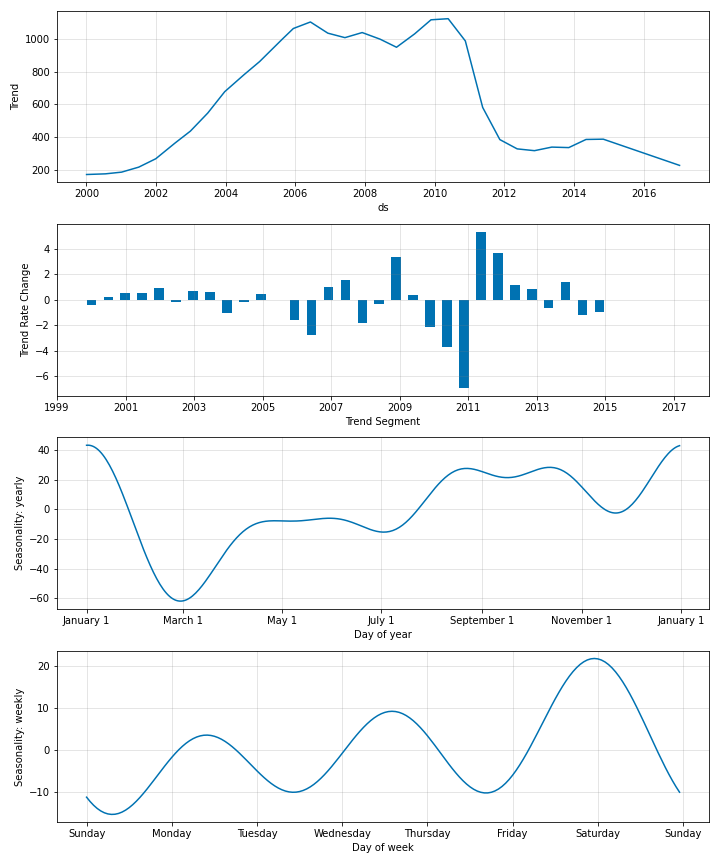 1000
800
600
400
200
Trend
2000 2002 2004 2006 2008 2010 2012 2014 2016
ds
4
2
0
−2
−4
−6
Trend Rate Change
1999 2001 2003 2005 2007 2009 2011 2013 2015 2017
Trend Segment
40
20
0
−20
−40
−60
Seasonality: yearly
January 1 March 1 May 1 July 1 September 1 November 1 January 1
Day of year
20
10
0
−10
Seasonality: weekly
Sunday Monday Tuesday Wednesday Thursday Friday Saturday Sunday
Day of week